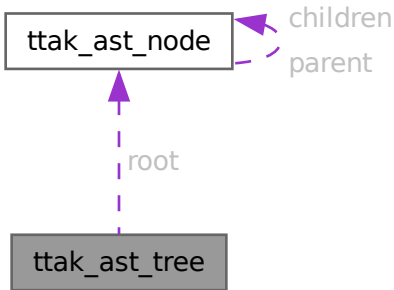 children
ttak_ast_node
parent
root
ttak_ast_tree